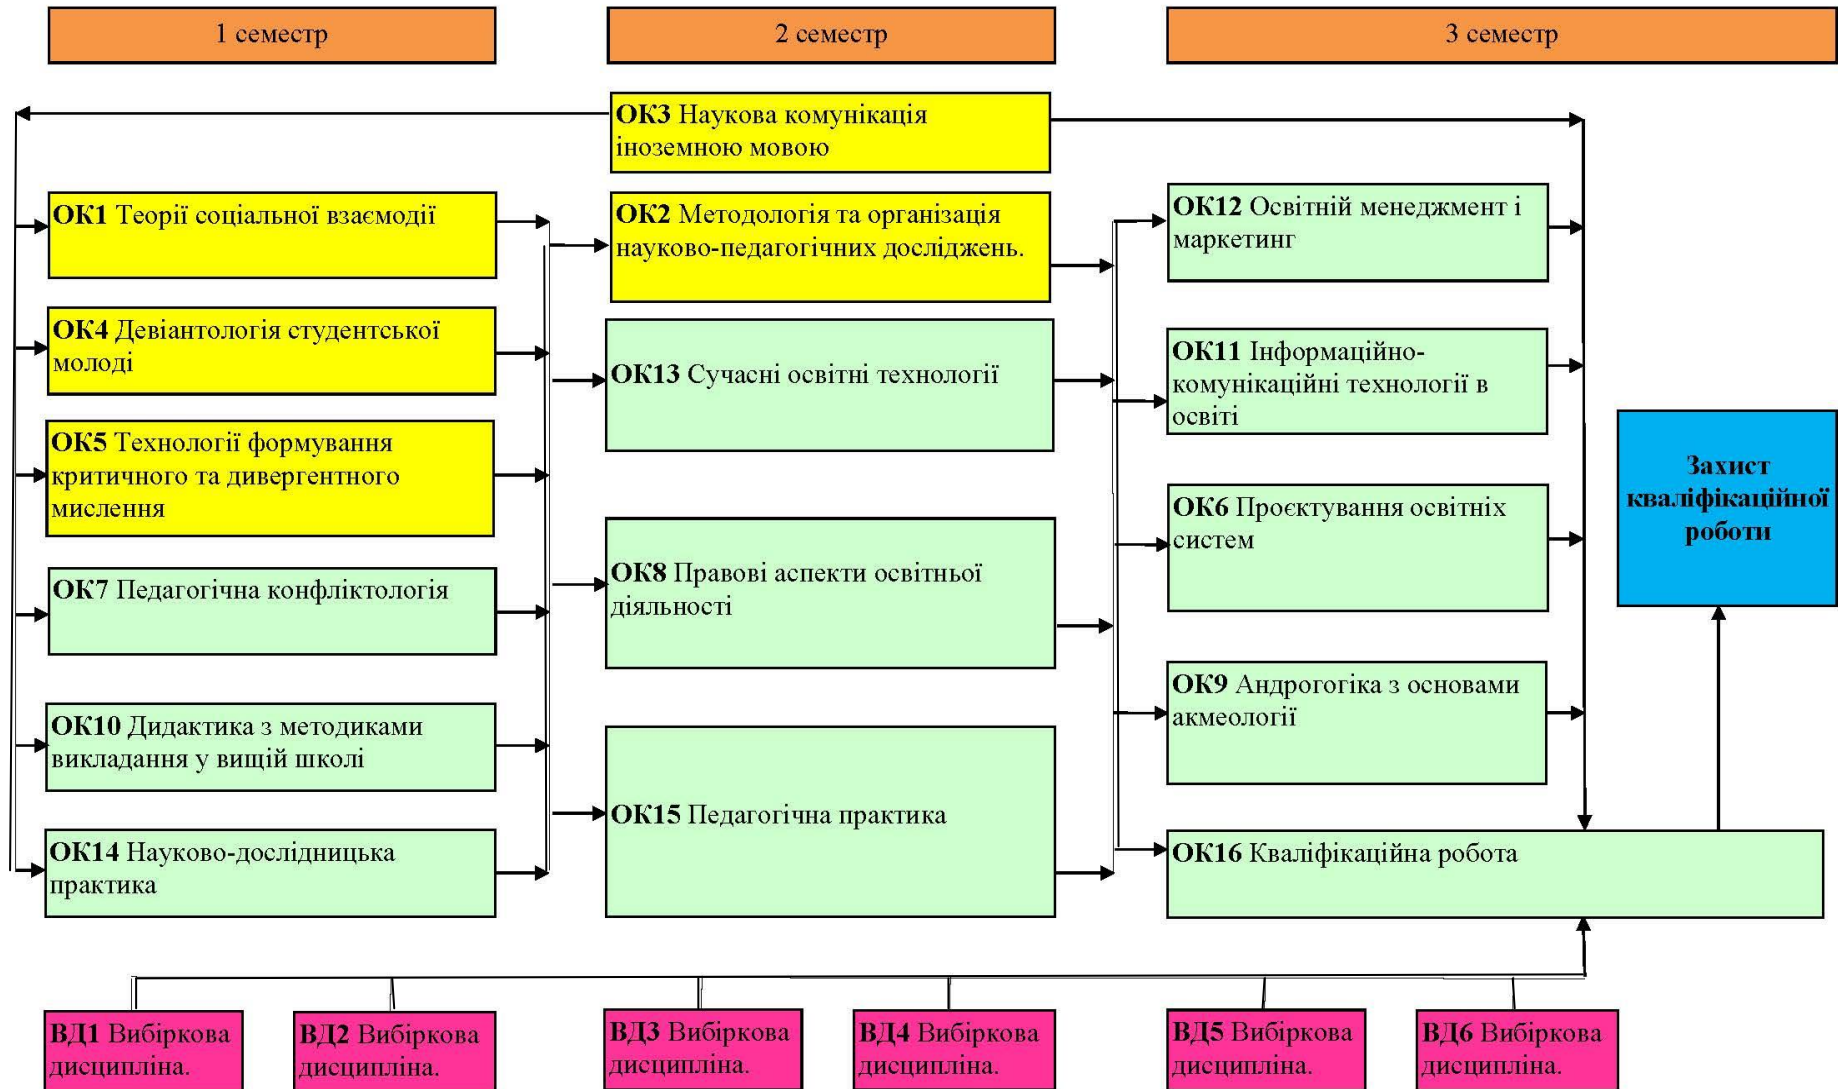 1 семестр
2 семестр
3 семестр
ОК3 Наукова комунікація
іноземною мовою
ОК1 Теорії соціальної взаємодії
ОК4 Девіантологія студентської
молоді
ОК5 Технології формування
критичного та дивергентного
мислення
ОК7 Педагогічна конфліктологія
ОК10 Дидактика з методиками
викладання у вищій школі
ОК14 Науково-дослідницька
практика
ОК2 Методологія та організація
науково-педагогічних досліджень.
ОК13 Сучасні освітні технології
ОК8 Правові аспекти освітньої
діяльності
ОК15 Педагогічна практика
ОК12 Освітній менеджмент і
маркетинг
ОК11 Інформаційно-
комунікаційні технології в
освіті
ОК6 Проєктування освітніх
систем
ОК9 Андрогогіка з основами
акмеології
ОК16 Кваліфікаційна робота
Захист
кваліфікаційної
роботи
ВД1 Вибіркова
дисципліна.
ВД2 Вибіркова
дисципліна.
ВД3 Вибіркова
дисципліна.
ВД4 Вибіркова
дисципліна.
ВД5 Вибіркова
дисципліна.
ВД6 Вибіркова
дисципліна.